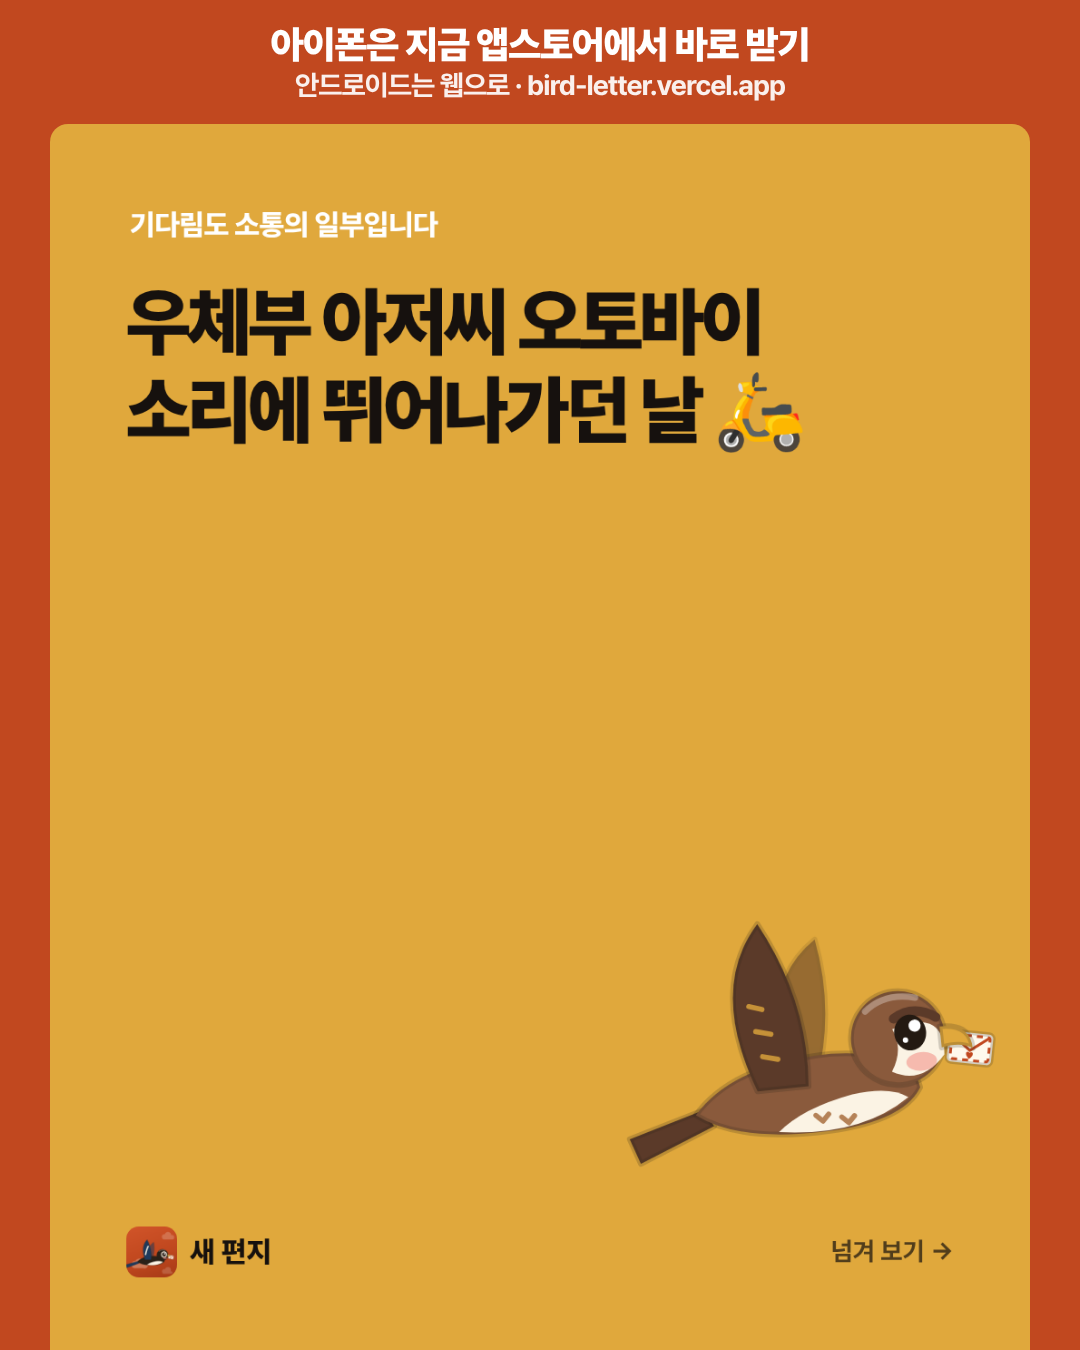 아이폰은 지금 앱스토어에서 바로 받기
안드로이드는 웹으로 · bird-letter.vercel.app
기다림도 소통의 일부입니다
우체부 아저씨 오토바이
소리에 뛰어나가던 날 🛵
새 편지
넘겨 보기 →